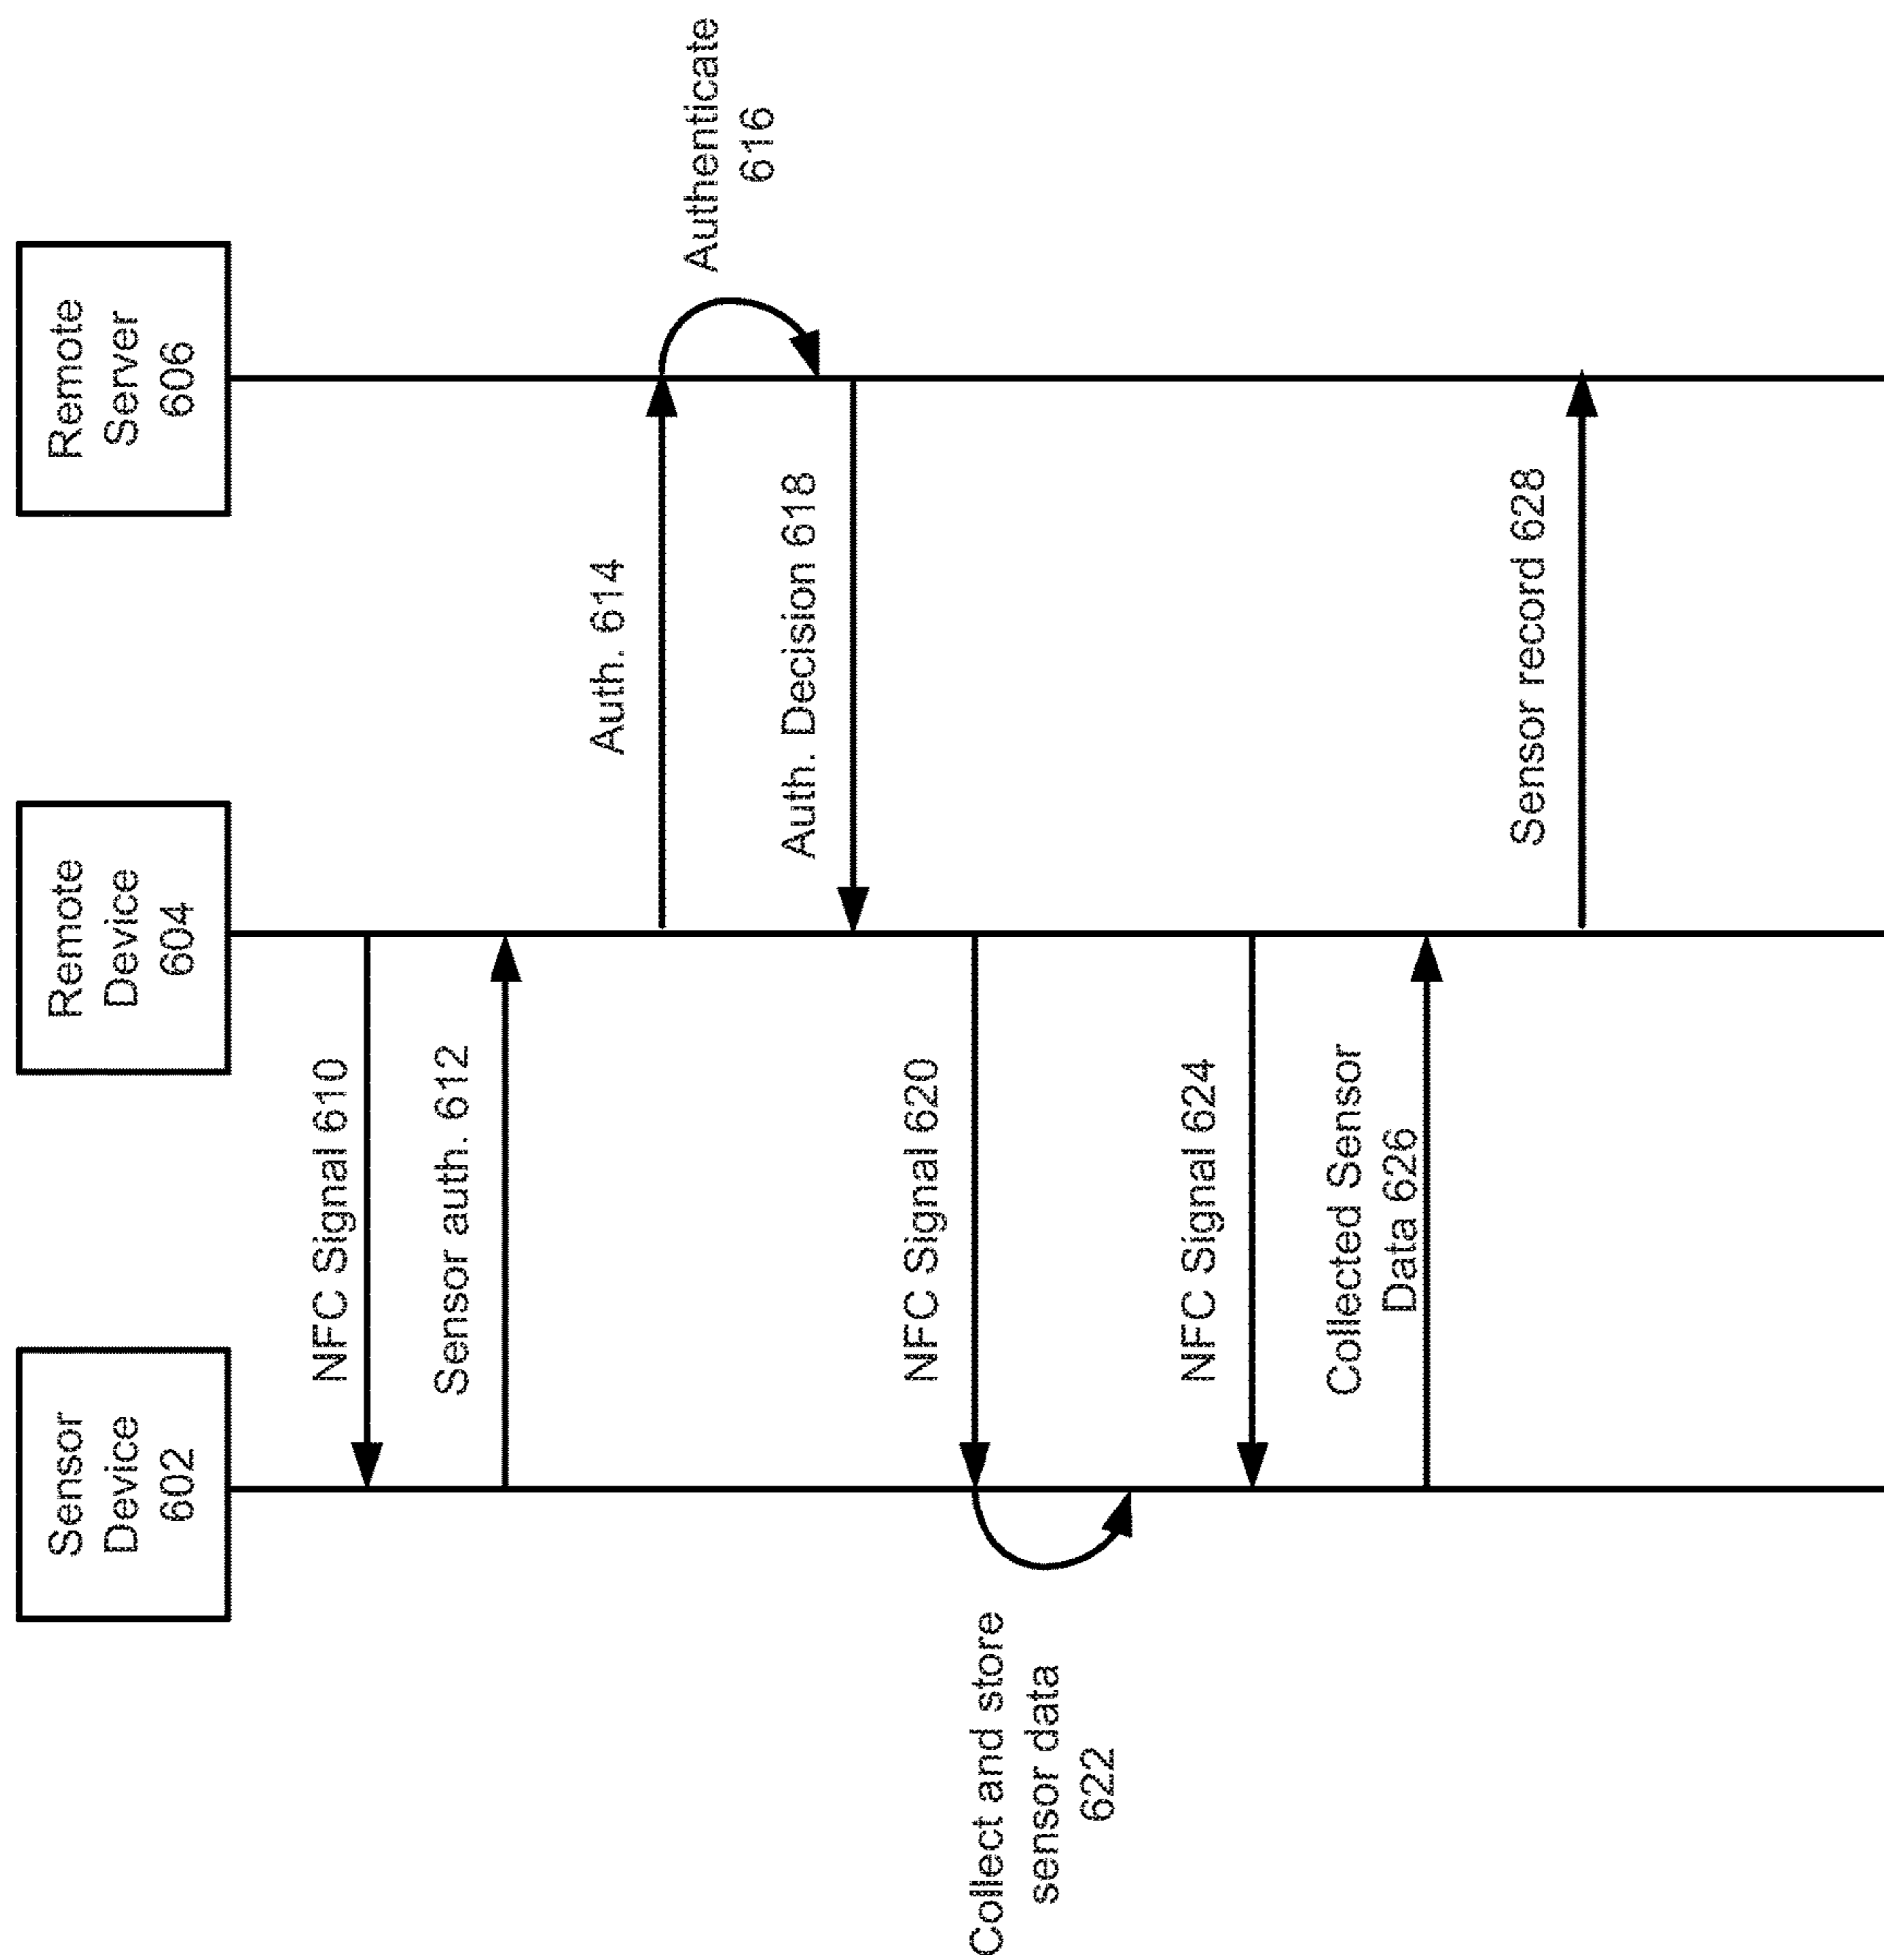 Sensor
Device
602
Remote
Device
604
Remote
Server
606
NFC Signal 610
Sensor auth. 612
Auth. 614
Authenticate
616
Auth. Decision 618
NFC Signal 620
Collect and store
sensor data
622
NFC Signal 624
Collected Sensor
Data 626
Sensor record 628